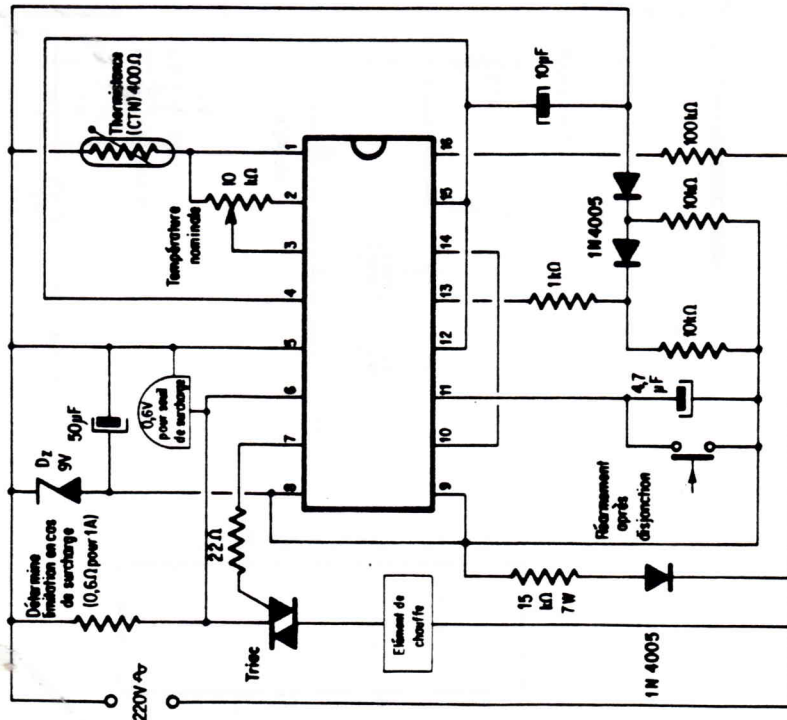 Thermistance
(CTN) 400Ω
10
kΩ
Température
nominale
50µF
0,6V
pour seuil
de surcharge
Dz
9V
Détermine
limitation en cas
de surcharge
(0,6Ω pour 1A)
220V
22Ω
Triac
Elément de
chauffe
1
2
3
4
5
6
7
8
16
15
14
13
12
11
10
9
10µF
100kΩ
1N4005
10kΩ
1kΩ
10kΩ
4,7
µF
Réarmement
après
disjonction
15
kΩ
7W
1N 4005